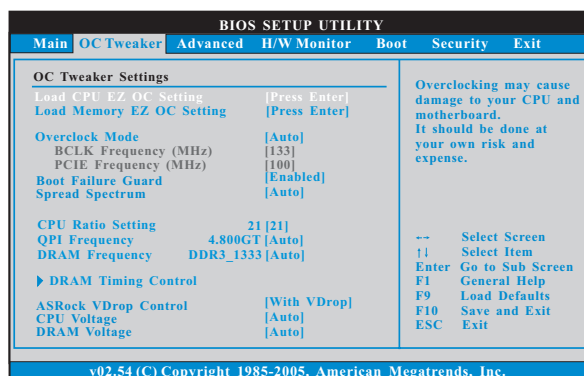 BIOS SETUP UTILITY
Main OC Tweaker Advanced H/W Monitor Boot Security Exit
OC Tweaker Settings
Load CPU EZ OC Setting [Press Enter]
Load Memory EZ OC Setting [Press Enter]
Overclock Mode [Auto]
BCLK Frequency (MHz) [133]
PCIE Frequency (MHz) [100]
Boot Failure Guard [Enabled]
Spread Spectrum [Auto]
CPU Ratio Setting 21 [21]
QPI Frequency 4.800GT [Auto]
DRAM Frequency DDR3_1333 [Auto]
DRAM Timing Control
ASRock VDrop Control [With VDrop]
CPU Voltage [Auto]
DRAM Voltage [Auto]
Overclocking may cause
damage to your CPU and
motherboard.
It should be done at
your own risk and
expense.
←→ Select Screen
↑↓ Select Item
Enter Go to Sub Screen
F1 General Help
F9 Load Defaults
F10 Save and Exit
ESC Exit
v02.54 (C) Copyright 1985-2005, American Megatrends, Inc.